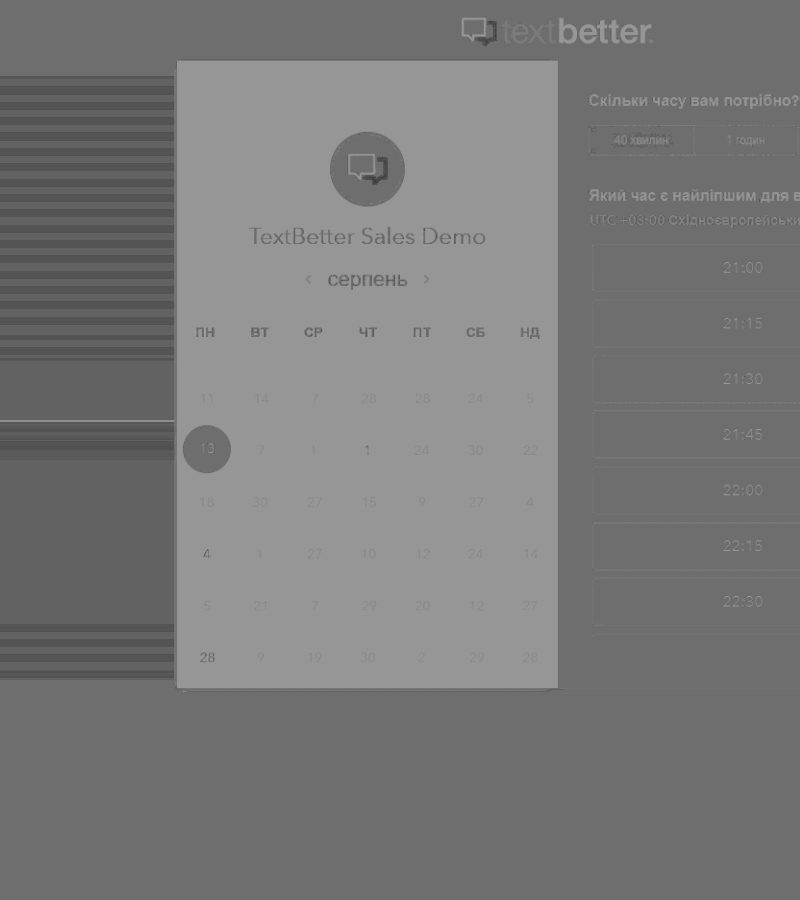 textbetter.
TextBetter Sales Demo
‹ серпень ›
ПН ВТ СР ЧТ ПТ СБ НД
11 14 7 28 28 24 5
13 7 1 1 24 30 22
18 30 27 15 9 27 4
4 1 27 10 12 24 14
5 21 7 29 20 12 27
28 9 19 30 2 29 28
Скільки часу вам потрібно?
40 хвилин 1 годин
Який час є найліпшим для в
UTC +03:00 Східноєвропейськи
21:00
21:15
21:30
21:45
22:00
22:15
22:30